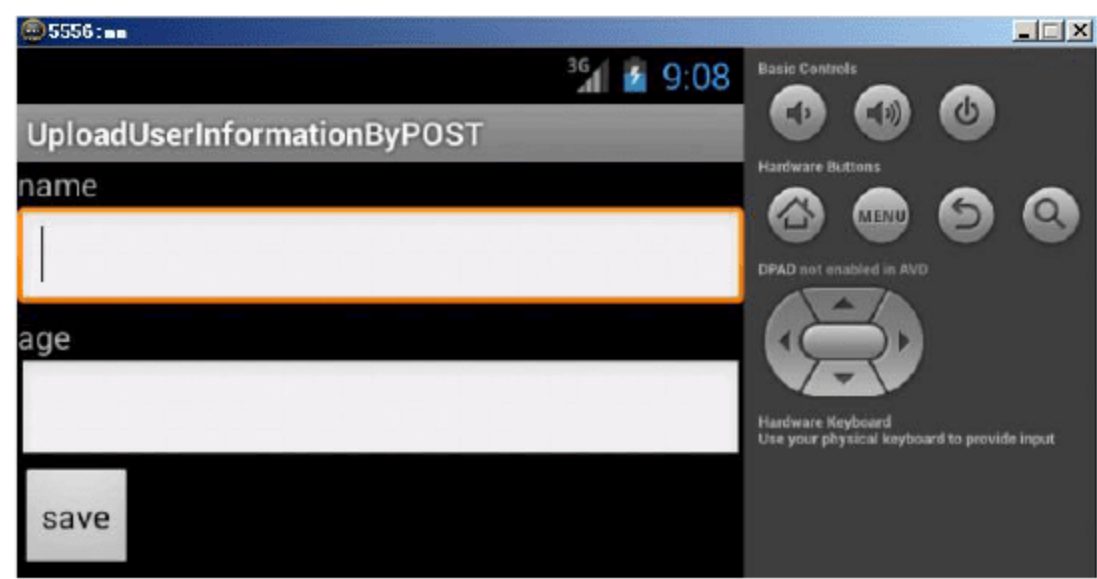 5556:mm
3G 9:08
UploadUserInformationByPOST
name
age
save
Basic Controls
Hardware Buttons
MENU
DPAD not enabled in AVD
Hardware Keyboard
Use your physical keyboard to provide input